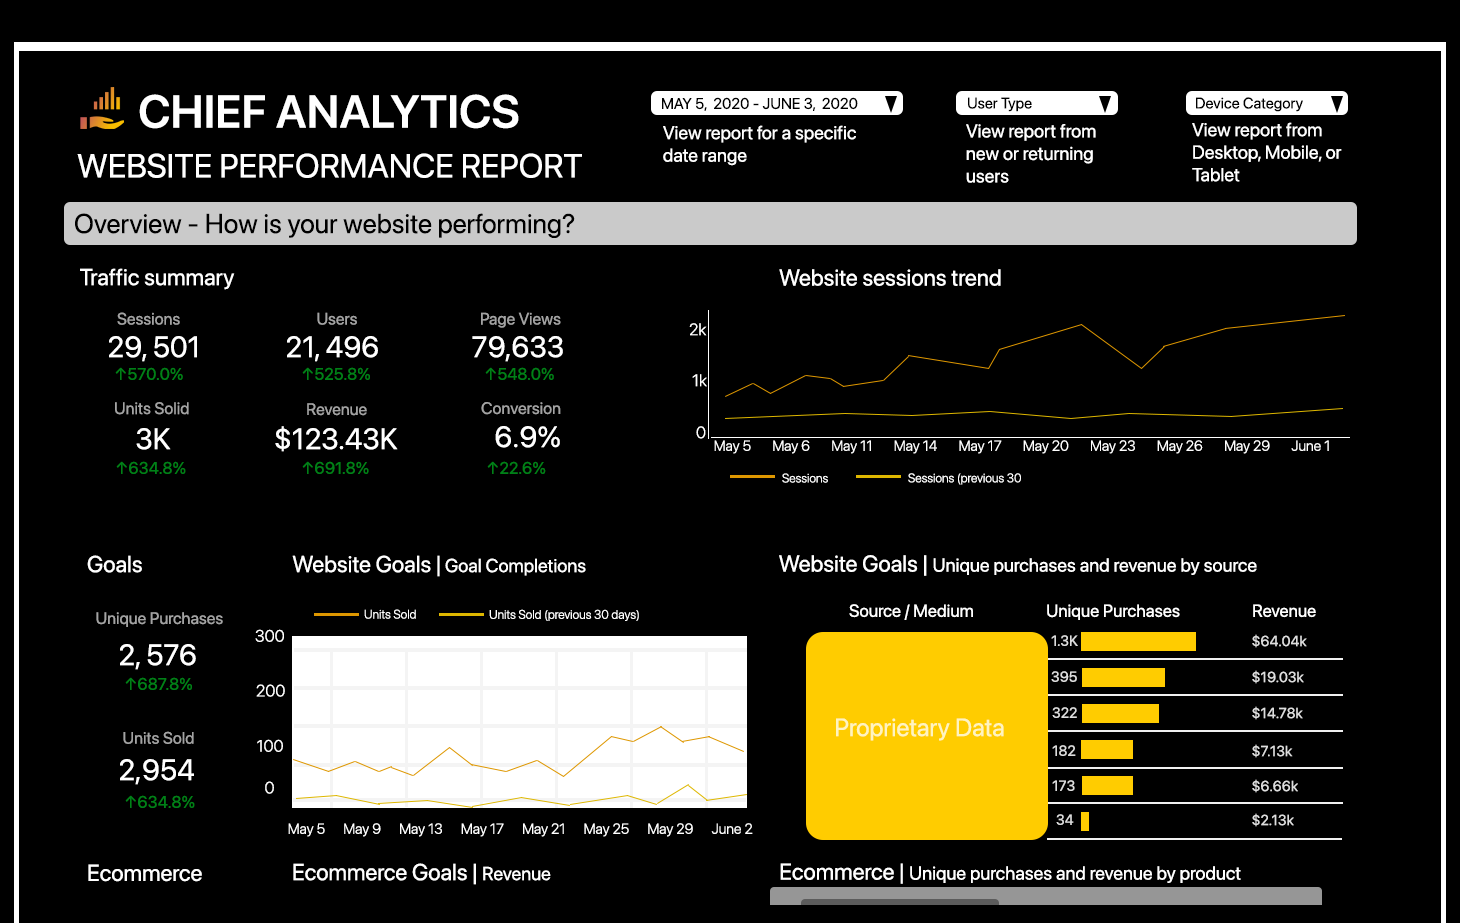 CHIEF ANALYTICS
WEBSITE PERFORMANCE REPORT
MAY 5, 2020 - JUNE 3, 2020
View report for a specific
date range
User Type
View report from
new or returning
users
Device Category
View report from
Desktop, Mobile, or
Tablet
Overview - How is your website performing?
Traffic summary
Sessions
29, 501
↑570.0%
Users
21, 496
↑525.8%
Page Views
79,633
↑548.0%
Units Solid
3K
↑634.8%
Revenue
$123.43K
↑691.8%
Conversion
6.9%
↑22.6%
Website sessions trend
2k
1k
0
May 5 May 6 May 11 May 14 May 17 May 20 May 23 May 26 May 29 June 1
Sessions Sessions (previous 30
Goals
Unique Purchases
2, 576
↑687.8%
Units Sold
2,954
↑634.8%
Website Goals | Goal Completions
Units Sold Units Sold (previous 30 days)
300
200
100
0
May 5 May 9 May 13 May 17 May 21 May 25 May 29 June 2
Website Goals | Unique purchases and revenue by source
Source / Medium Unique Purchases Revenue
Proprietary Data
1.3K $64.04k
395 $19.03k
322 $14.78k
182 $7.13k
173 $6.66k
34 $2.13k
Ecommerce
Ecommerce Goals | Revenue
Ecommerce | Unique purchases and revenue by product